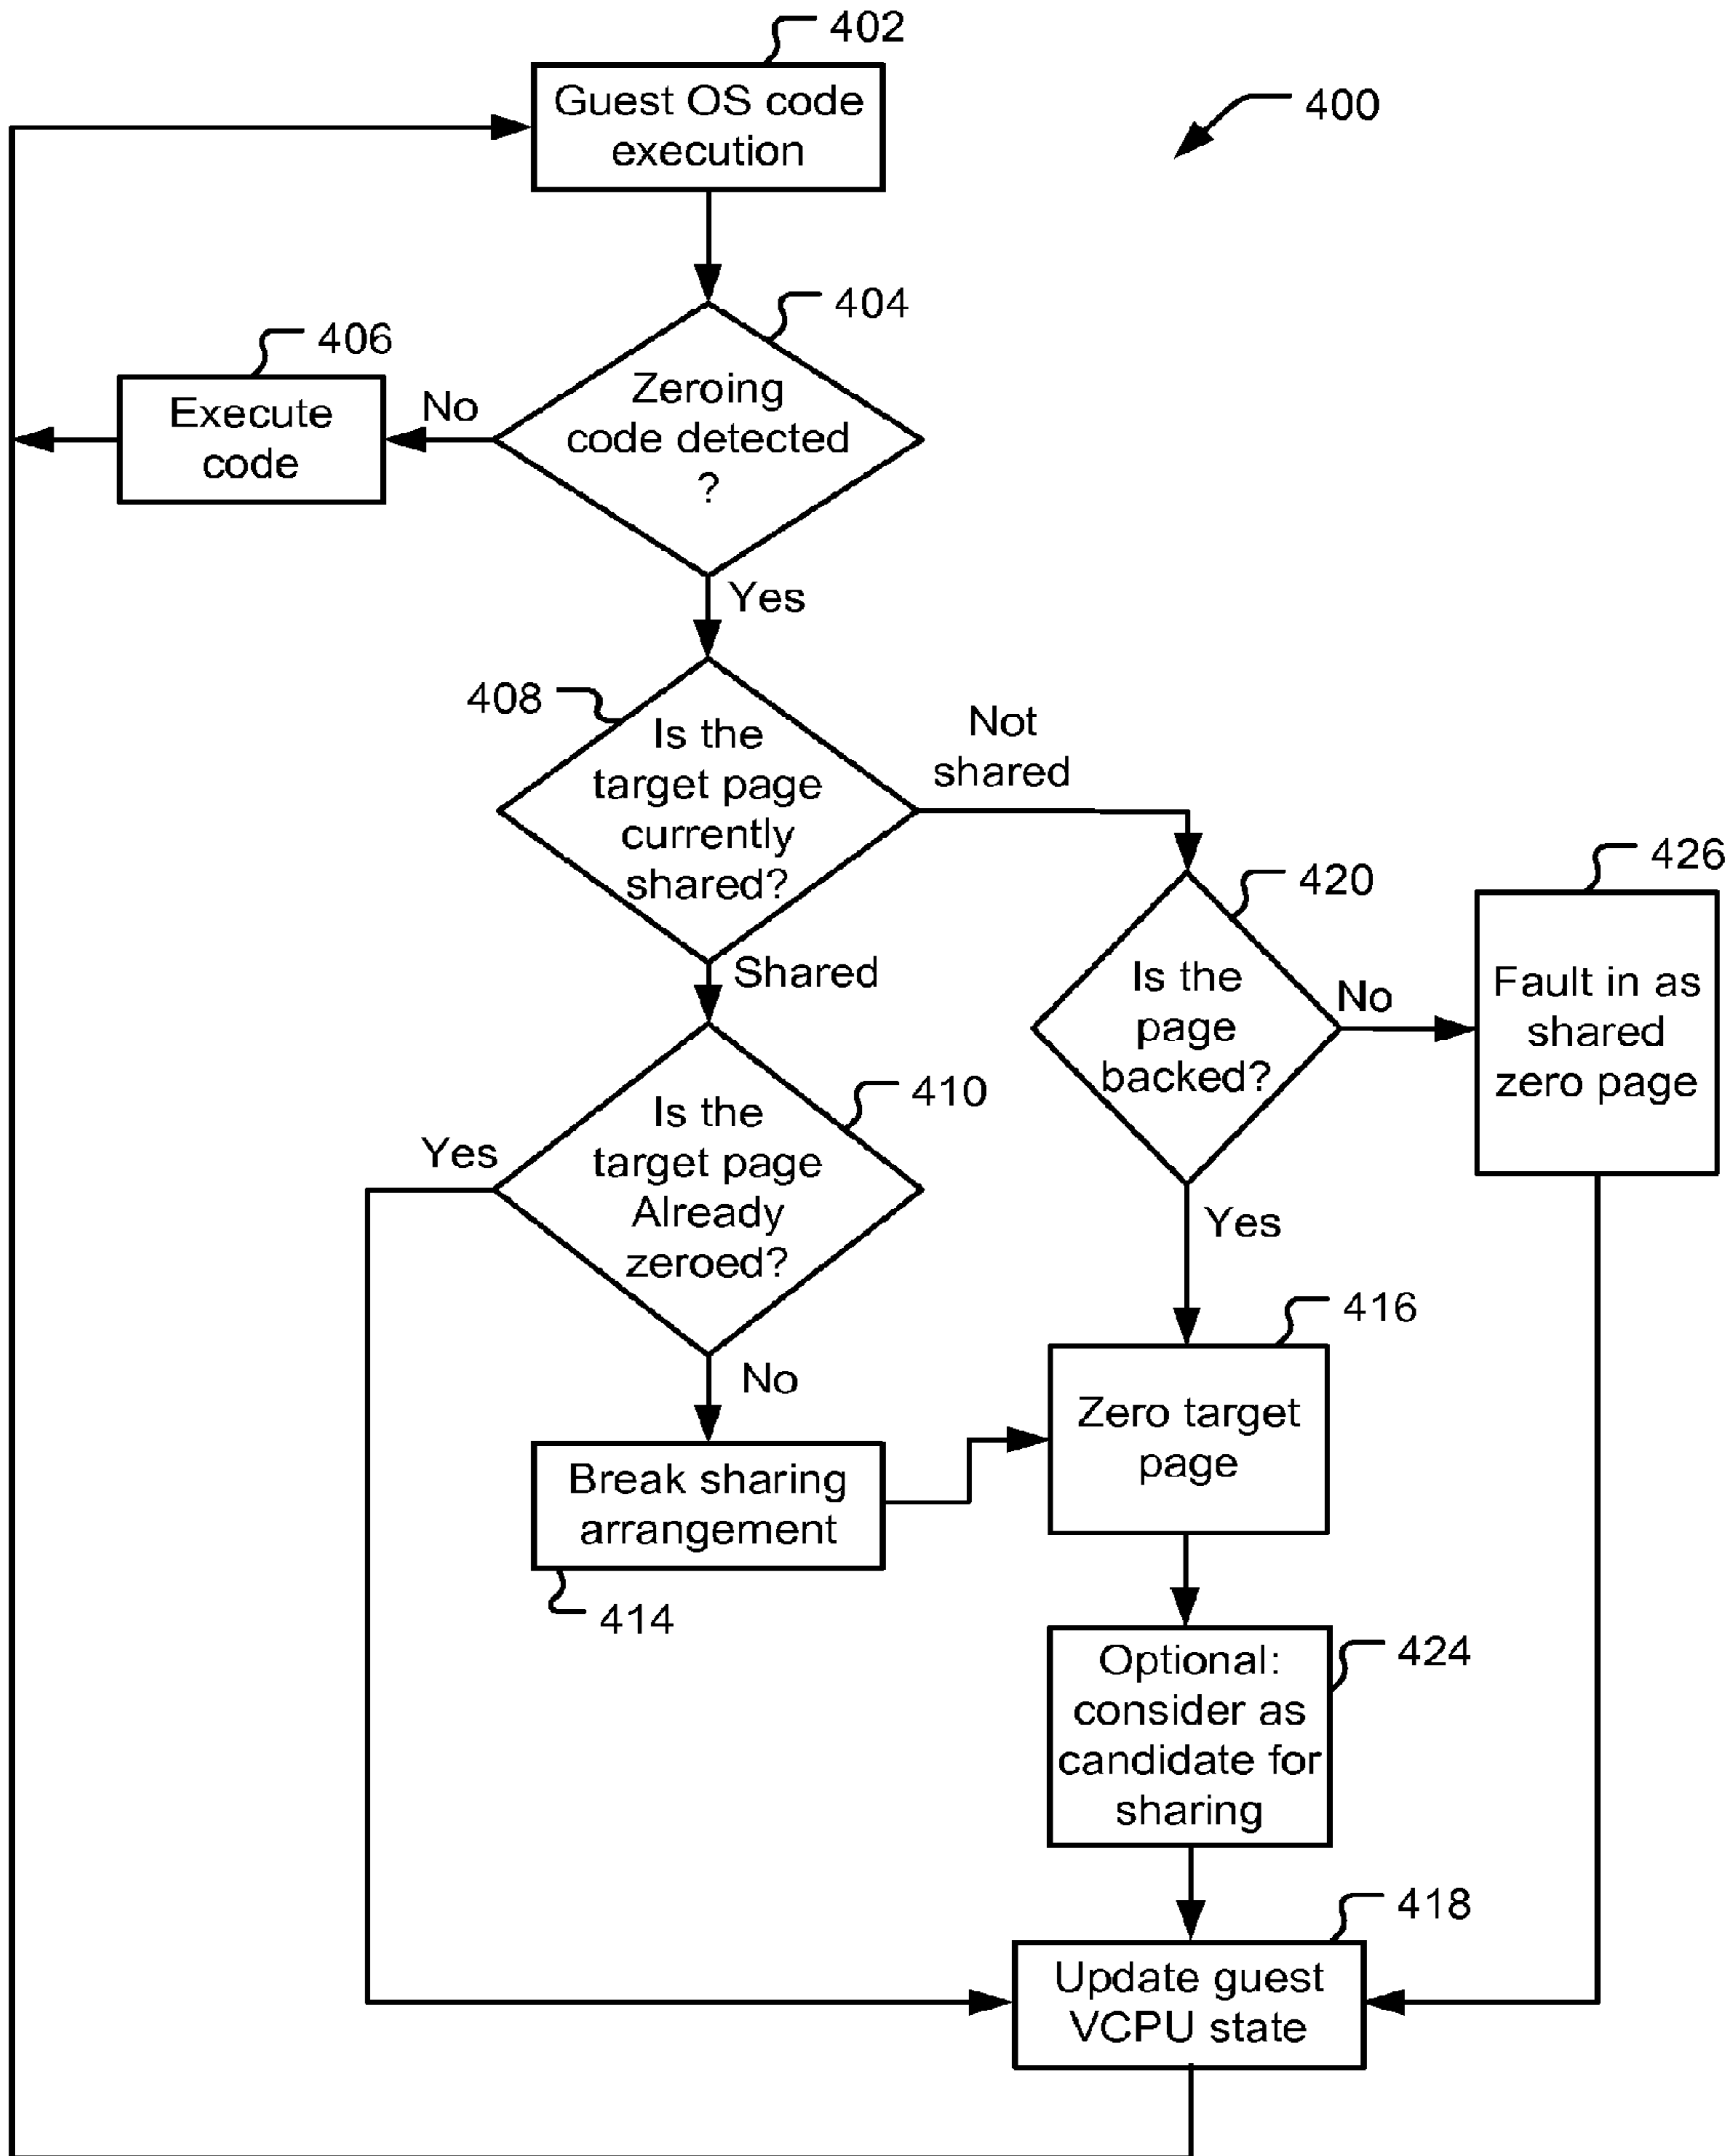 402
Guest OS code
execution
400
404
406
Zeroing
code detected
?
No
Execute
code
Yes
408
Is the
target page
currently
shared?
Not
shared
426
420
Shared
Is the
page
backed?
No
Fault in as
shared
zero page
410
Is the
target page
Already
zeroed?
Yes
Yes
416
No
Zero target
page
Break sharing
arrangement
414
424
Optional:
consider as
candidate for
sharing
418
Update guest
VCPU state